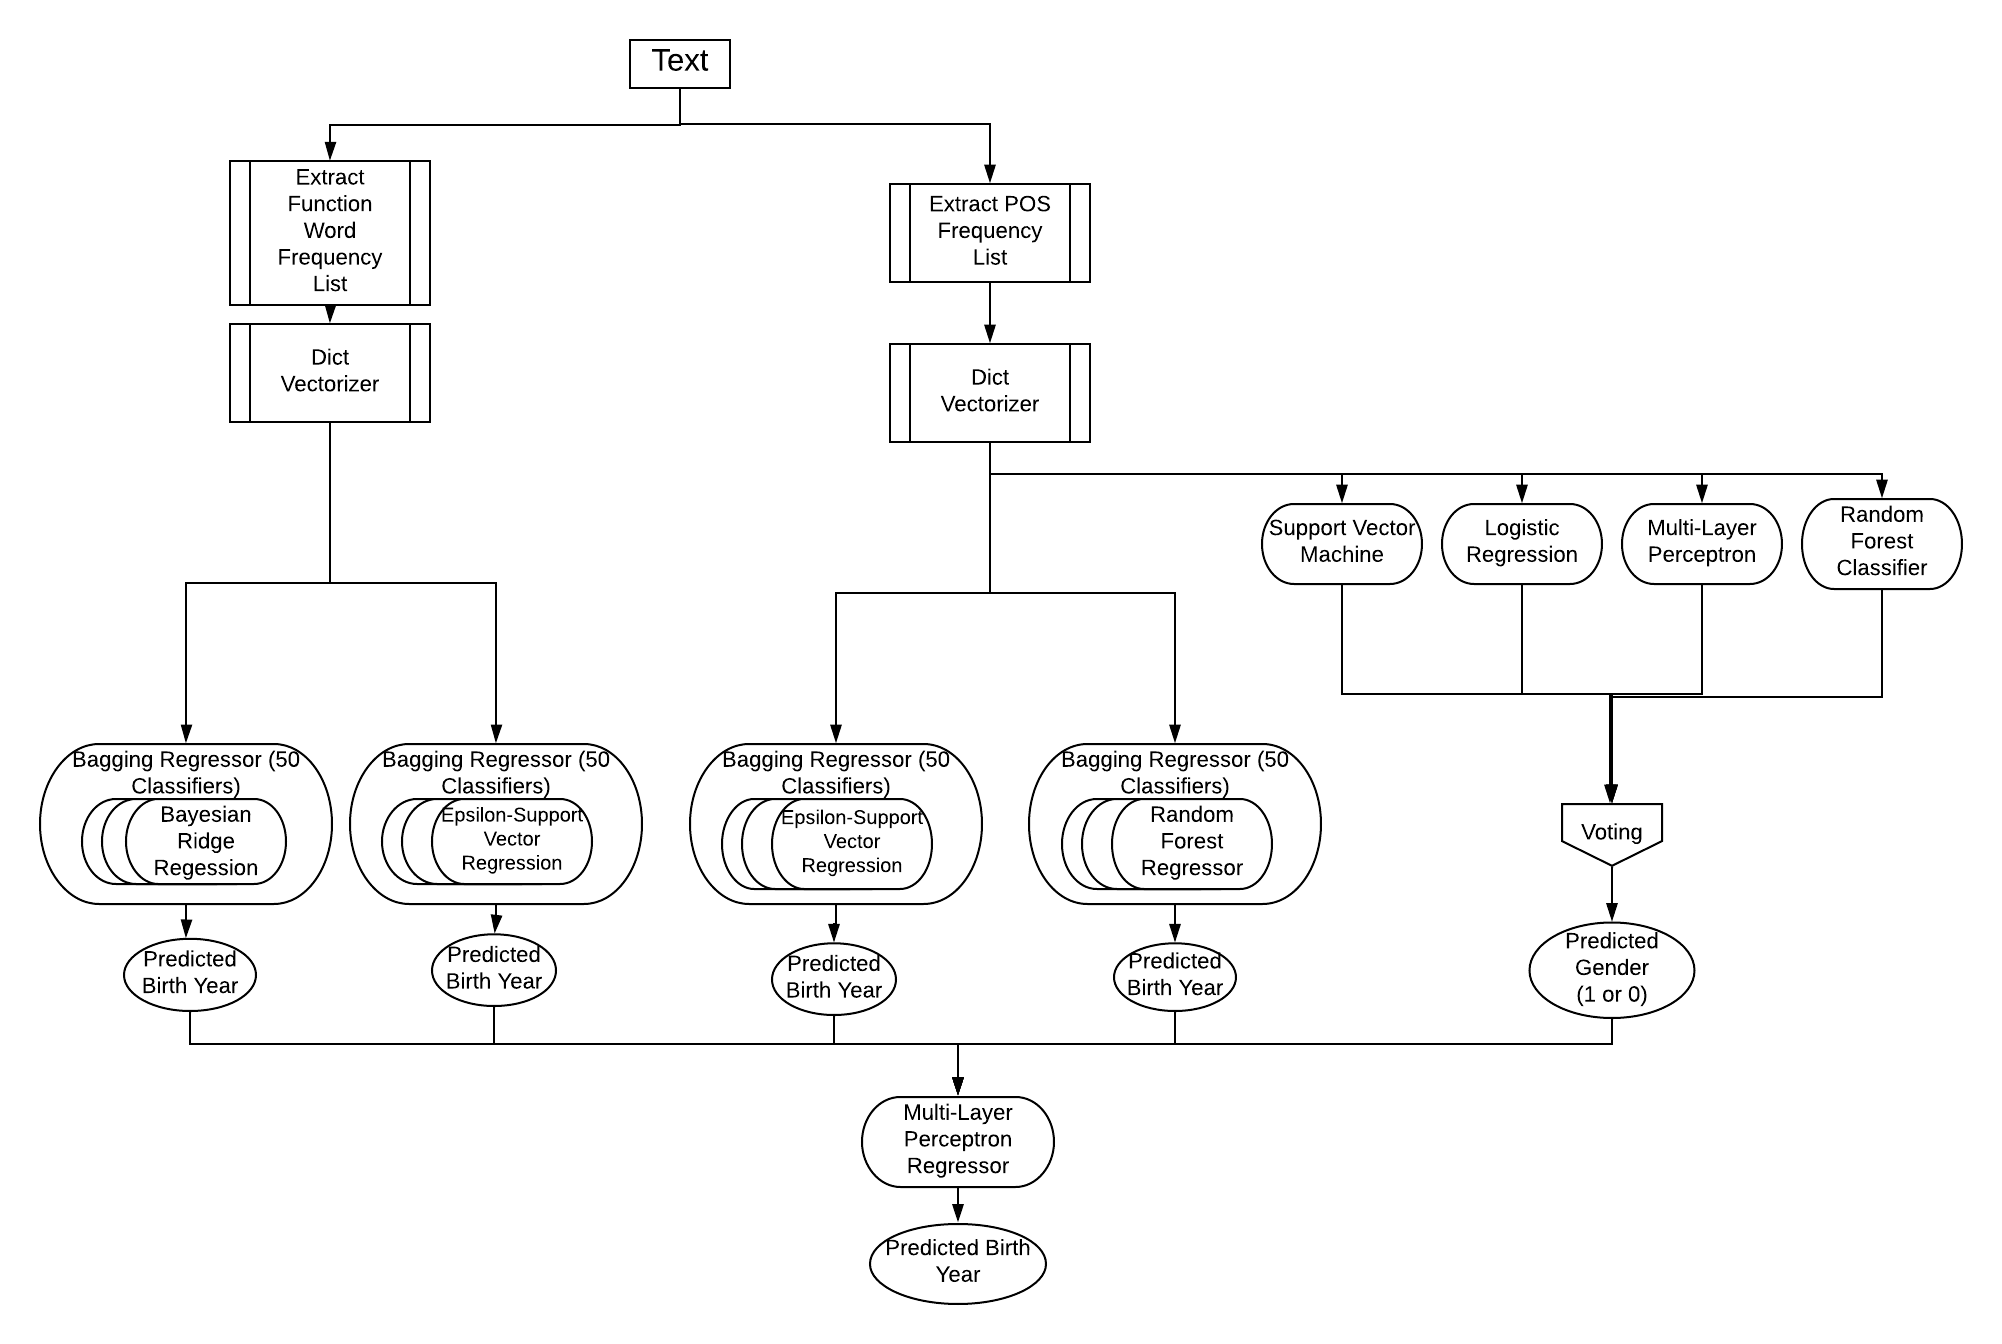 Text
Extract
Function
Word
Frequency
List
Extract POS
Frequency
List
Dict
Vectorizer
Dict
Vectorizer
Support Vector
Machine
Logistic
Regression
Multi-Layer
Perceptron
Random
Forest
Classifier
Bagging Regressor (50
Classifiers)
Bayesian
Ridge
Regession
Bagging Regressor (50
Classifiers)
Epsilon-Support
Vector
Regression
Bagging Regressor (50
Classifiers)
Epsilon-Support
Vector
Regression
Bagging Regressor (50
Classifiers)
Random
Forest
Regressor
Voting
Predicted
Birth Year
Predicted
Birth Year
Predicted
Birth Year
Predicted
Birth Year
Predicted
Gender
(1 or 0)
Multi-Layer
Perceptron
Regressor
Predicted Birth
Year